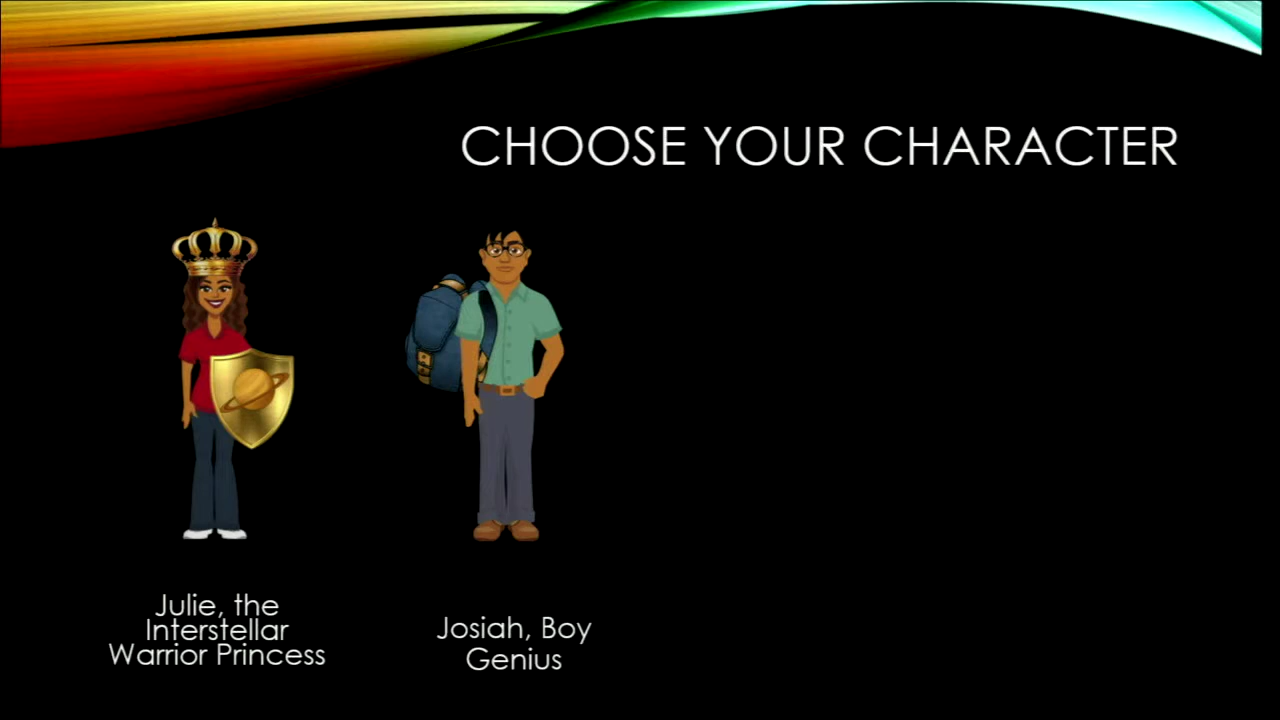 CHOOSE YOUR CHARACTER
Julie, the
Interstellar
Warrior Princess
Josiah, Boy
Genius